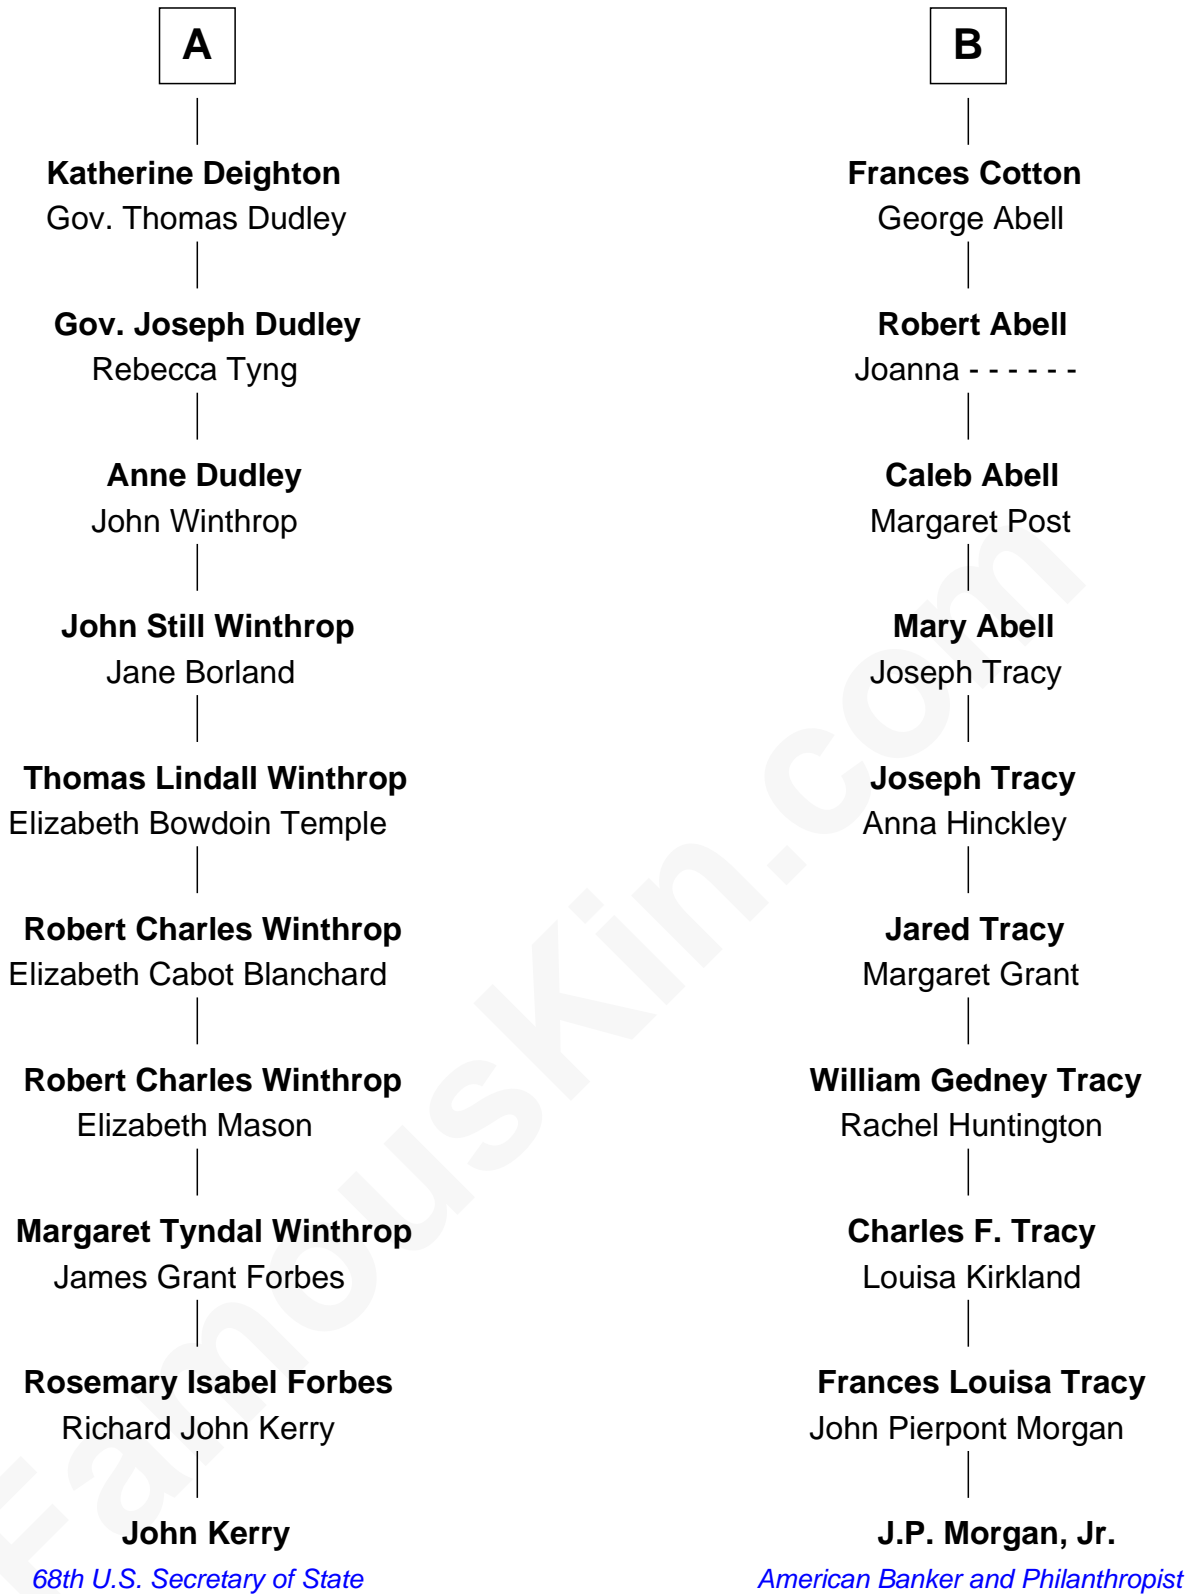 A
Katherine Deighton
Gov. Thomas Dudley
Gov. Joseph Dudley
Rebecca Tyng
Anne Dudley
John Winthrop
John Still Winthrop
Jane Borland
Thomas Lindall Winthrop
Elizabeth Bowdoin Temple
Robert Charles Winthrop
Elizabeth Cabot Blanchard
Robert Charles Winthrop
Elizabeth Mason
Margaret Tyndal Winthrop
James Grant Forbes
Rosemary Isabel Forbes
Richard John Kerry
John Kerry
68th U.S. Secretary of State
B
Frances Cotton
George Abell
Robert Abell
Joanna - - - - - -
Caleb Abell
Margaret Post
Mary Abell
Joseph Tracy
Joseph Tracy
Anna Hinckley
Jared Tracy
Margaret Grant
William Gedney Tracy
Rachel Huntington
Charles F. Tracy
Louisa Kirkland
Frances Louisa Tracy
John Pierpont Morgan
J.P. Morgan, Jr.
American Banker and Philanthropist
FamousKin.com